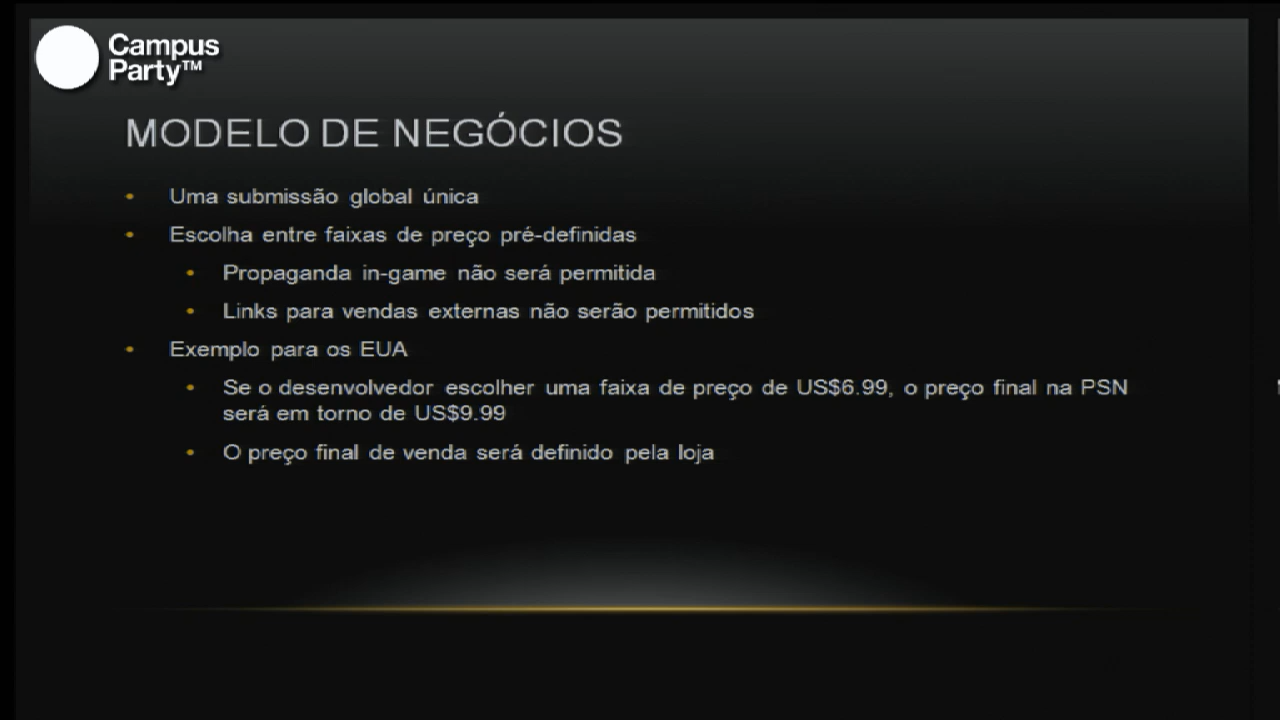 Campus
Party™
MODELO DE NEGÓCIOS
• Uma submissão global única
• Escolha entre faixas de preço pré-definidas
• Propaganda in-game não será permitida
• Links para vendas externas não serão permitidos
• Exemplo para os EUA
• Se o desenvolvedor escolher uma faixa de preço de US$6.99, o preço final na PSN
será em torno de US$9.99
• O preço final de venda será definido pela loja